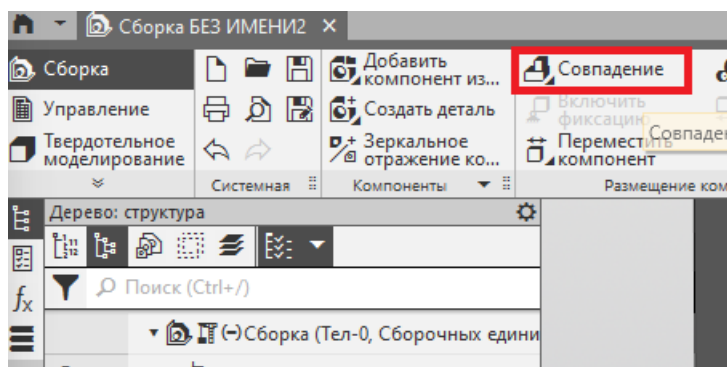 Сборка БЕЗ ИМЕНИ2 ×
Сборка
Управление
Твердотельное
моделирование
Системная
Добавить
компонент из...
Создать деталь
Зеркальное
отражение ко...
Компоненты
Совпадение
Включить
фиксацию
Переместить
компонент
Размещение ком
Дерево: структура
Поиск (Ctrl+/)
fx
(-)Сборка (Тел-0, Сборочных едини